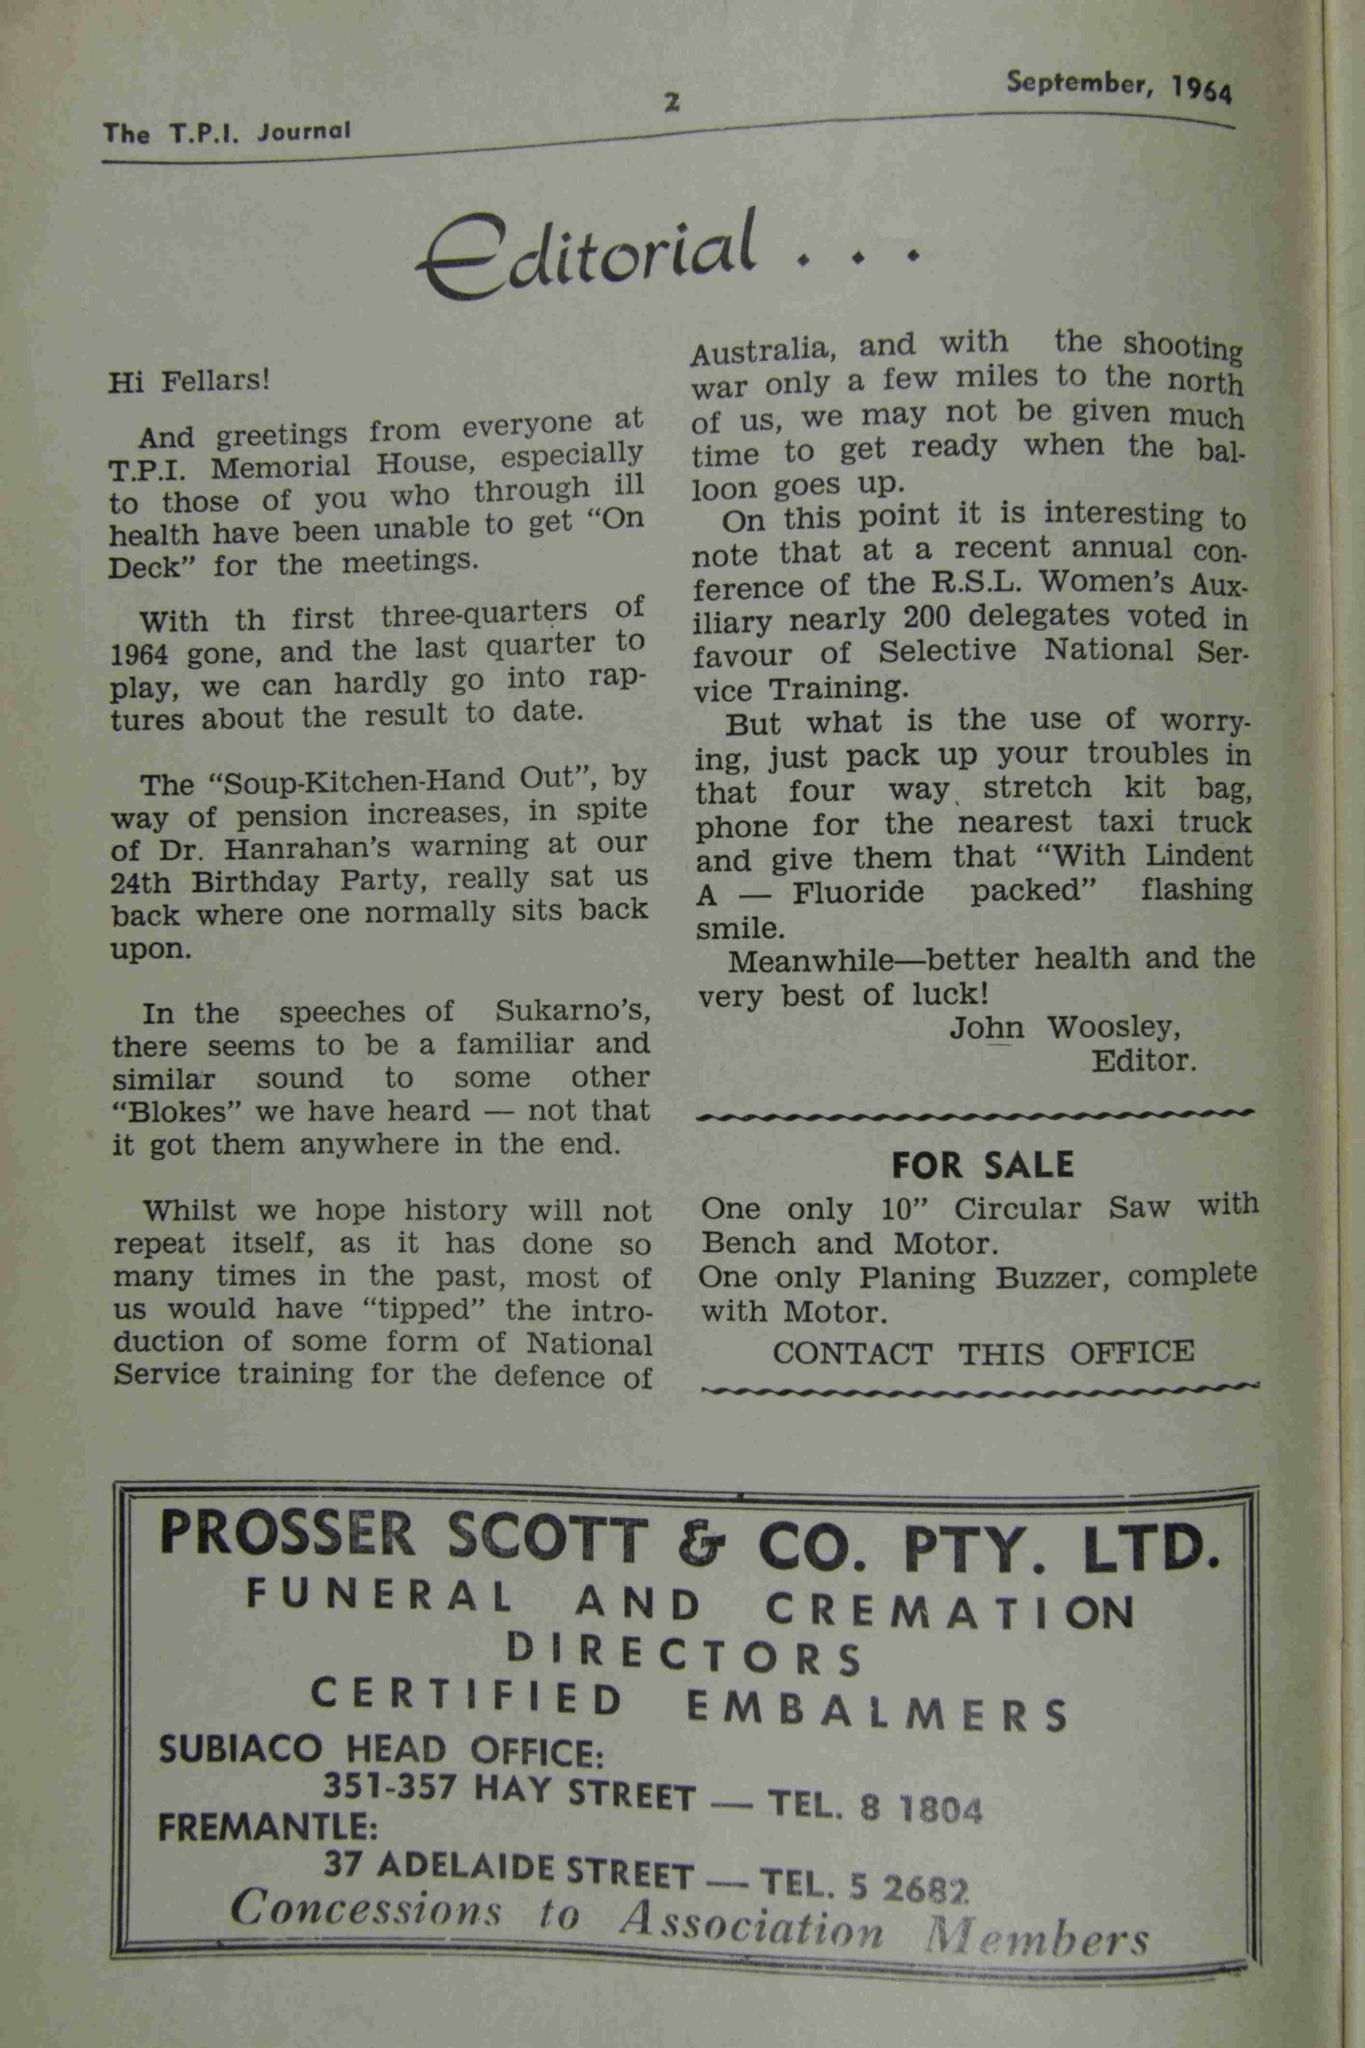 The T.P.I. Journal
2
September, 1964
Editorial . . .
Hi Fellars!
And greetings from everyone at
T.P.I. Memorial House, especially
to those of you who through ill
health have been unable to get "On
Deck" for the meetings.
With th first three-quarters of
1964 gone, and the last quarter to
play, we can hardly go into rap-
tures about the result to date.
The "Soup-Kitchen-Hand Out", by
way of pension increases, in spite
of Dr. Hanrahan's warning at our
24th Birthday Party, really sat us
back where one normally sits back
upon.
In the speeches of Sukarno's,
there seems to be a familiar and
similar sound to some other
"Blokes" we have heard — not that
it got them anywhere in the end.
Whilst we hope history will not
repeat itself, as it has done so
many times in the past, most of
us would have "tipped" the intro-
duction of some form of National
Service training for the defence of
Australia, and with the shooting
war only a few miles to the north
of us, we may not be given much
time to get ready when the bal-
loon goes up.
On this point it is interesting to
note that at a recent annual con-
ference of the R.S.L. Women's Aux-
iliary nearly 200 delegates voted in
favour of Selective National Ser-
vice Training.
But what is the use of worry-
ing, just pack up your troubles in
that four way stretch kit bag,
phone for the nearest taxi truck
and give them that "With Lindent
A — Fluoride packed" flashing
smile.
Meanwhile—better health and the
very best of luck!
John Woosley,
Editor.
FOR SALE
One only 10" Circular Saw with
Bench and Motor.
One only Planing Buzzer, complete
with Motor.
CONTACT THIS OFFICE
PROSSER SCOTT & CO. PTY. LTD.
FUNERAL AND CREMATION
DIRECTORS
CERTIFIED EMBALMERS
SUBIACO HEAD OFFICE:
351-357 HAY STREET — TEL. 8 1804
FREMANTLE:
37 ADELAIDE STREET — TEL. 5 2682
Concessions to Association Members